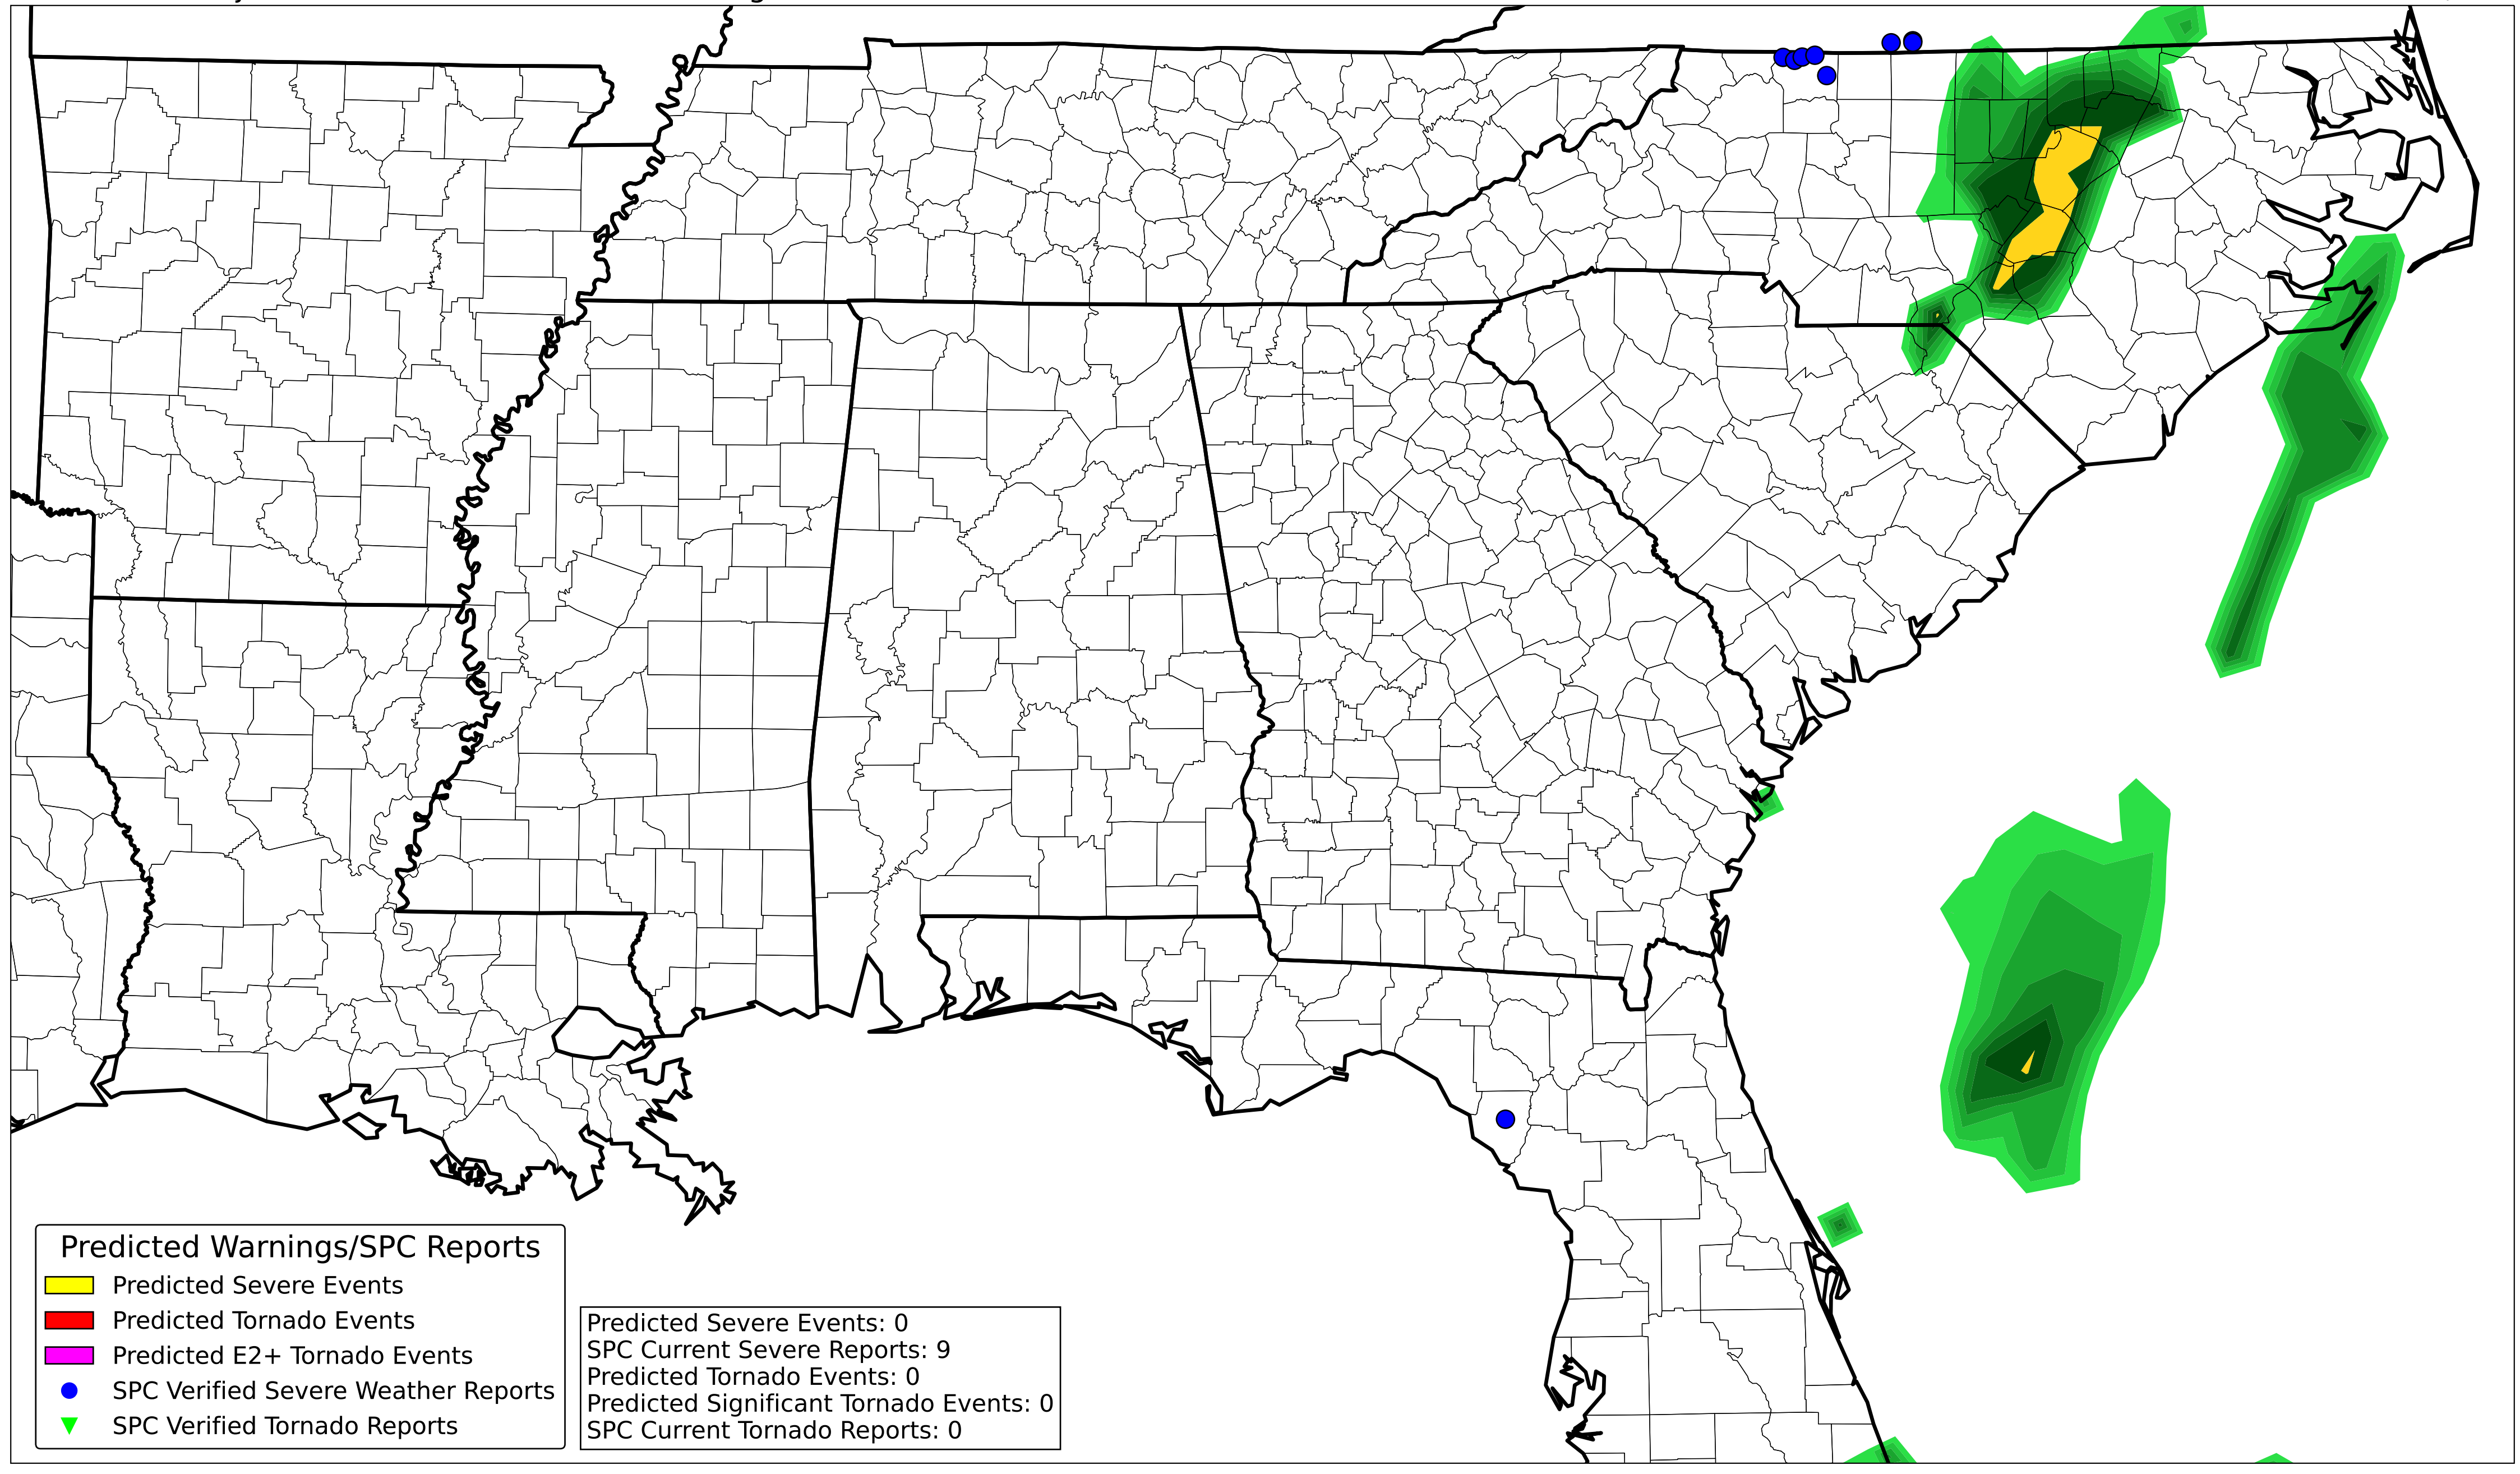 Predicted Warnings/SPC Reports
Predicted Severe Events
Predicted Tornado Events
Predicted E2+ Tornado Events
SPC Verified Severe Weather Reports
SPC Verified Tornado Reports
Predicted Severe Events: 0
SPC Current Severe Reports: 9
Predicted Tornado Events: 0
Predicted Significant Tornado Events: 0
SPC Current Tornado Reports: 0